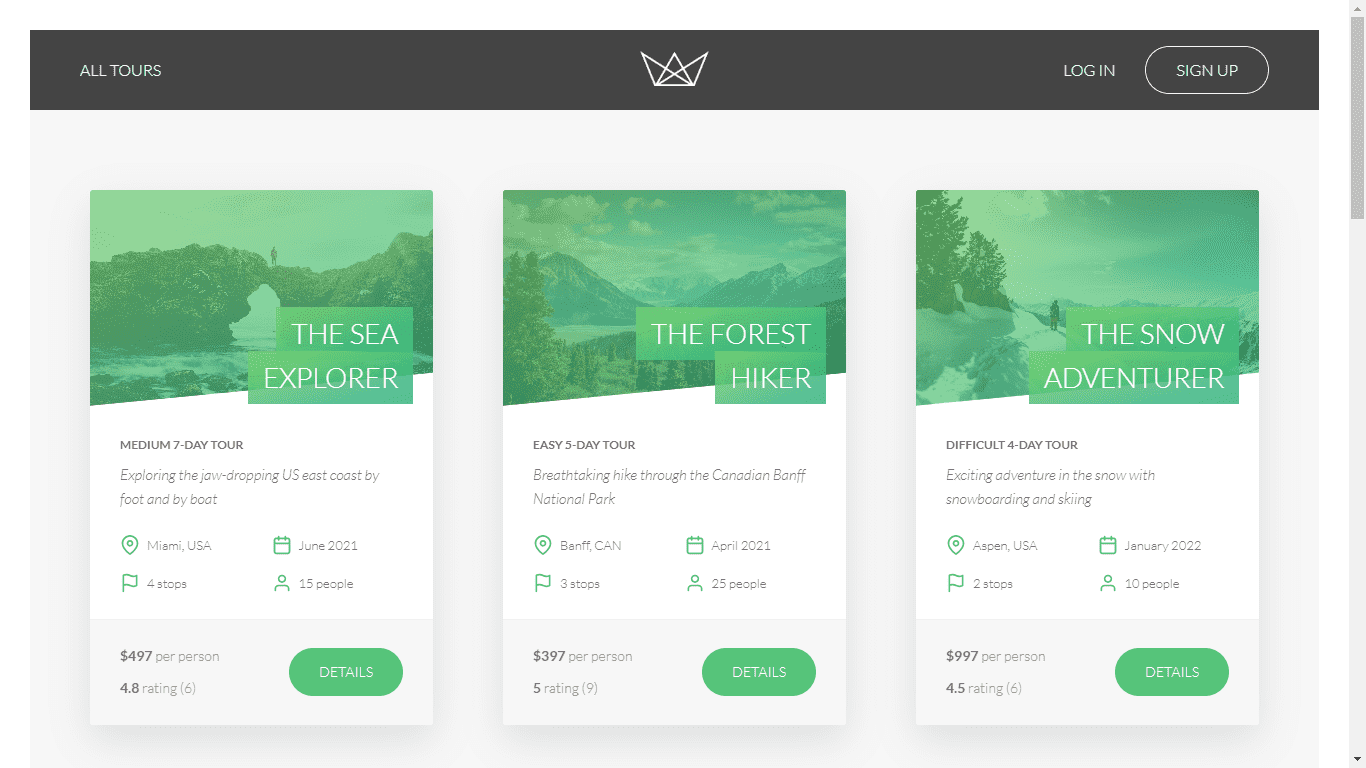 ALL TOURS
LOG IN
SIGN UP
THE SEA
EXPLORER
MEDIUM 7-DAY TOUR
Exploring the jaw-dropping US east coast by
foot and by boat
Miami, USA
June 2021
4 stops
15 people
$497 per person
4.8 rating (6)
DETAILS
THE FOREST
HIKER
EASY 5-DAY TOUR
Breathtaking hike through the Canadian Banff
National Park
Banff, CAN
April 2021
3 stops
25 people
$397 per person
5 rating (9)
DETAILS
THE SNOW
ADVENTURER
DIFFICULT 4-DAY TOUR
Exciting adventure in the snow with
snowboarding and skiing
Aspen, USA
January 2022
2 stops
10 people
$997 per person
4.5 rating (6)
DETAILS